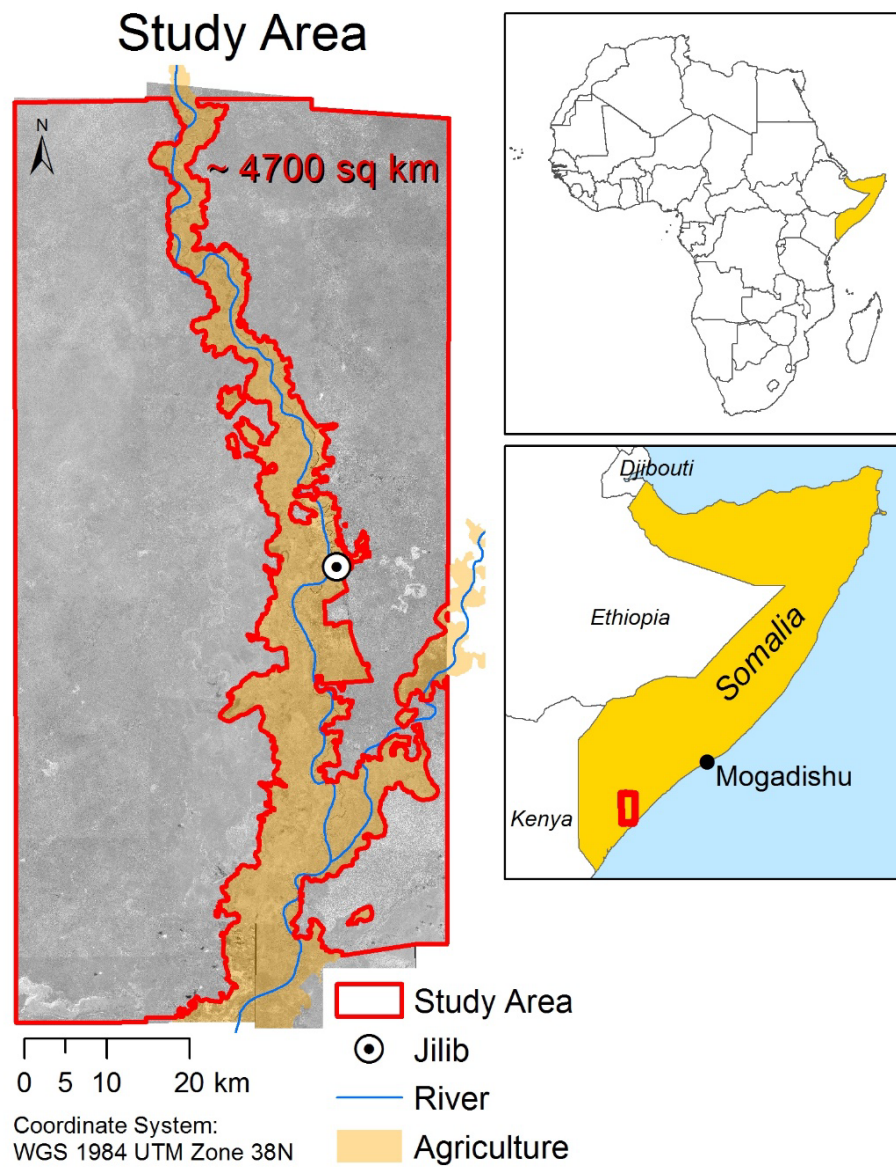 Study Area
N
~ 4700 sq km
Djibouti
Ethiopia
Somalia
Mogadishu
Kenya
Study Area
Jilib
River
Agriculture
0 5 10 20 km
Coordinate System:
WGS 1984 UTM Zone 38N